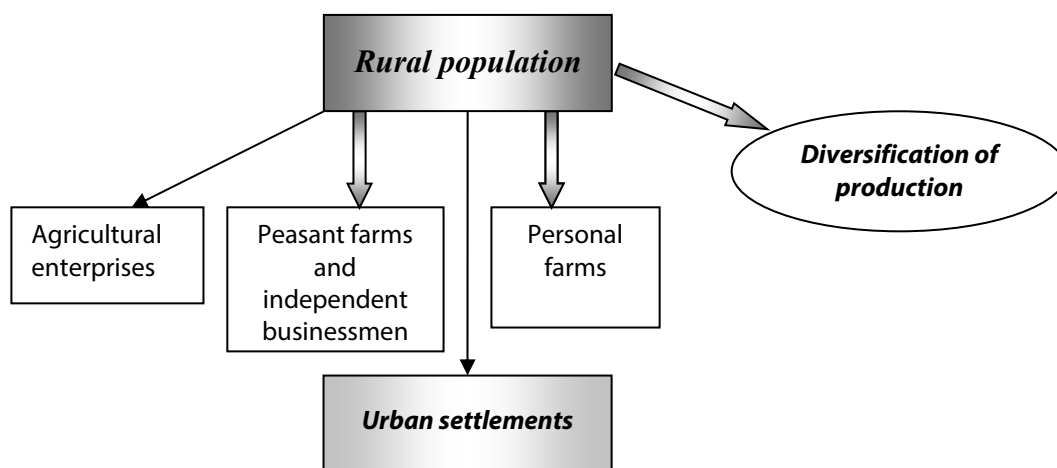 Rural population
Diversification of
production
Agricultural
enterprises
Peasant farms
and
independent
businessmen
Personal
farms
Urban settlements